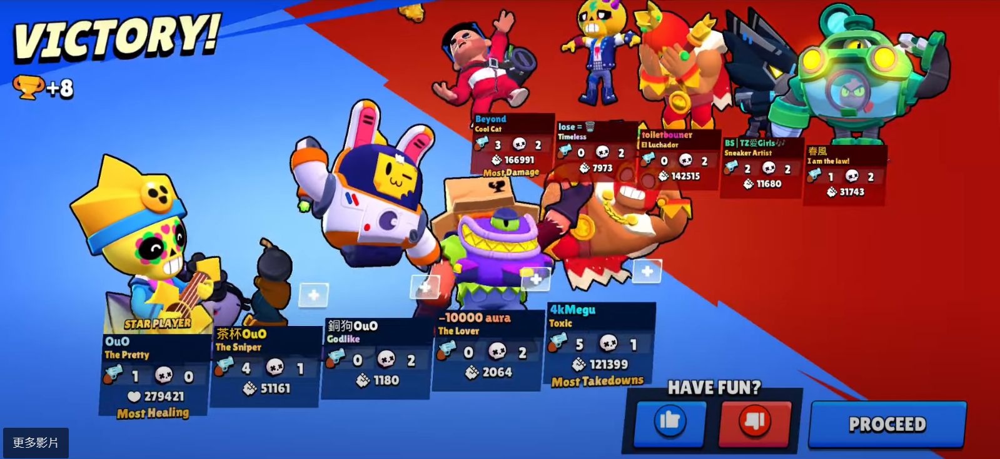 VICTORY!
+8
Beyond
Cool Cat
3 2
166991
Most Damage
lose = 🗑️
Timeless
0 2
7973
toiletbouner
El Luchador
0 2
142515
BS|TZ爱Girls🎶
Sneaker Artist
2 2
11680
春風
I am the law!
1 2
31743
STAR PLAYER
OuO
The Pretty
1 0
279421
Most Healing
茶杯OuO
The Sniper
4 1
51161
銅狗OuO
Godlike
0 2
1180
-10000 aura
The Lover
0 2
2064
4kMegu
Toxic
5 1
121399
Most Takedowns
HAVE FUN?
PROCEED
更多影片